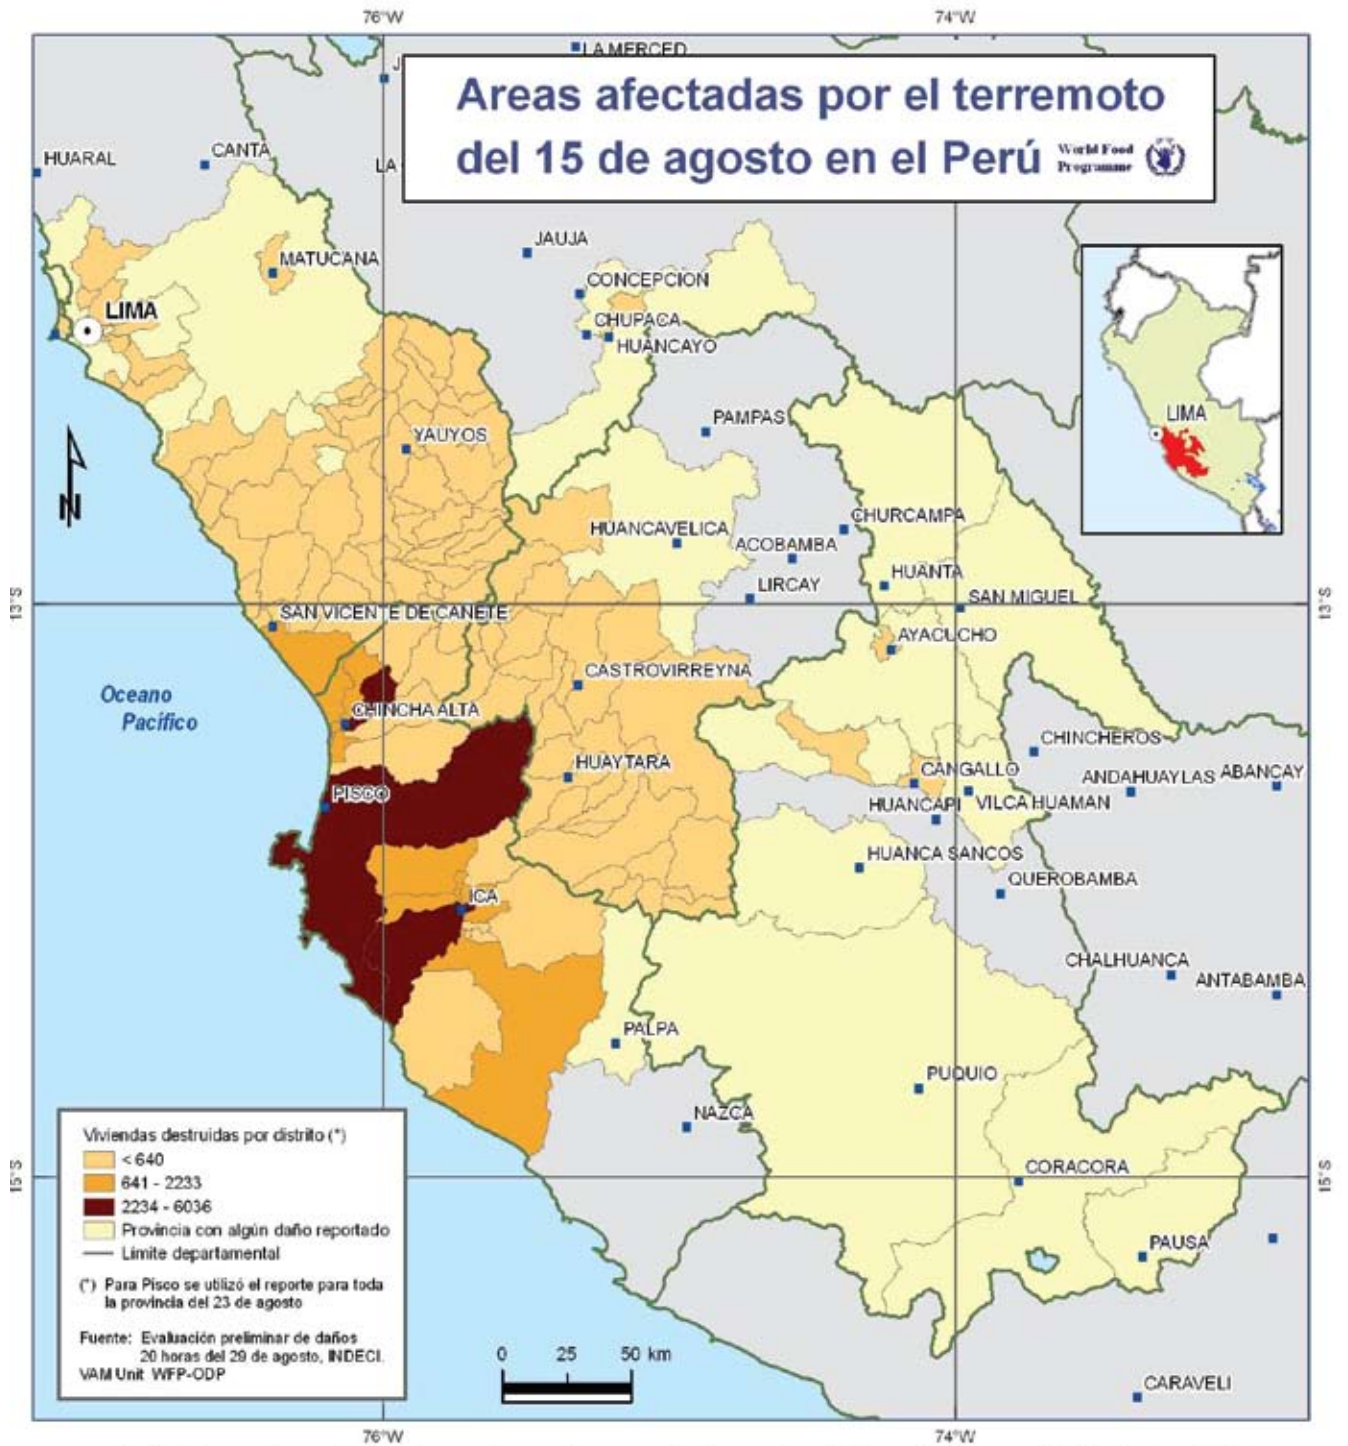 76°W
74°W
LA MERCED
J
Areas afectadas por el terremoto
del 15 de agosto en el Perú
World Food
Programme
HUARAL
CANTA
LA
JAUJA
MATUCANA
CONCEPCION
LIMA
CHUPACA
HUANCAYO
LIMA
YAUYOS
PAMPAS
N
CHURCAMPA
HUANCAVELICA
ACOBAMBA
HUANTA
LIRCAY
13°S
13°S
SAN VICENTE DE CAÑETE
SAN MIGUEL
AYACUCHO
CASTROVIRREYNA
Oceano
Pacífico
CHINCHA ALTA
CHINCHEROS
HUAYTARA
CANGALLO
ANDAHUAYLAS
ABANCAY
PISCO
HUANCAPI
VILCA HUAMAN
HUANCA SANCOS
QUEROBAMBA
ICA
CHALHUANCA
ANTABAMBA
PALPA
PUQUIO
NAZCA
CORACORA
15°S
15°S
PAUSA
CARAVELI
Viviendas destruidas por distrito (*)
< 640
641 - 2233
2234 - 6036
Provincia con algún daño reportado
Límite departamental
(*) Para Pisco se utilizó el reporte para toda
la provincia del 23 de agosto
Fuente: Evaluación preliminar de daños
20 horas del 29 de agosto, INDECI.
VAM Unit WFP-ODP
0 25 50 km
76°W
74°W